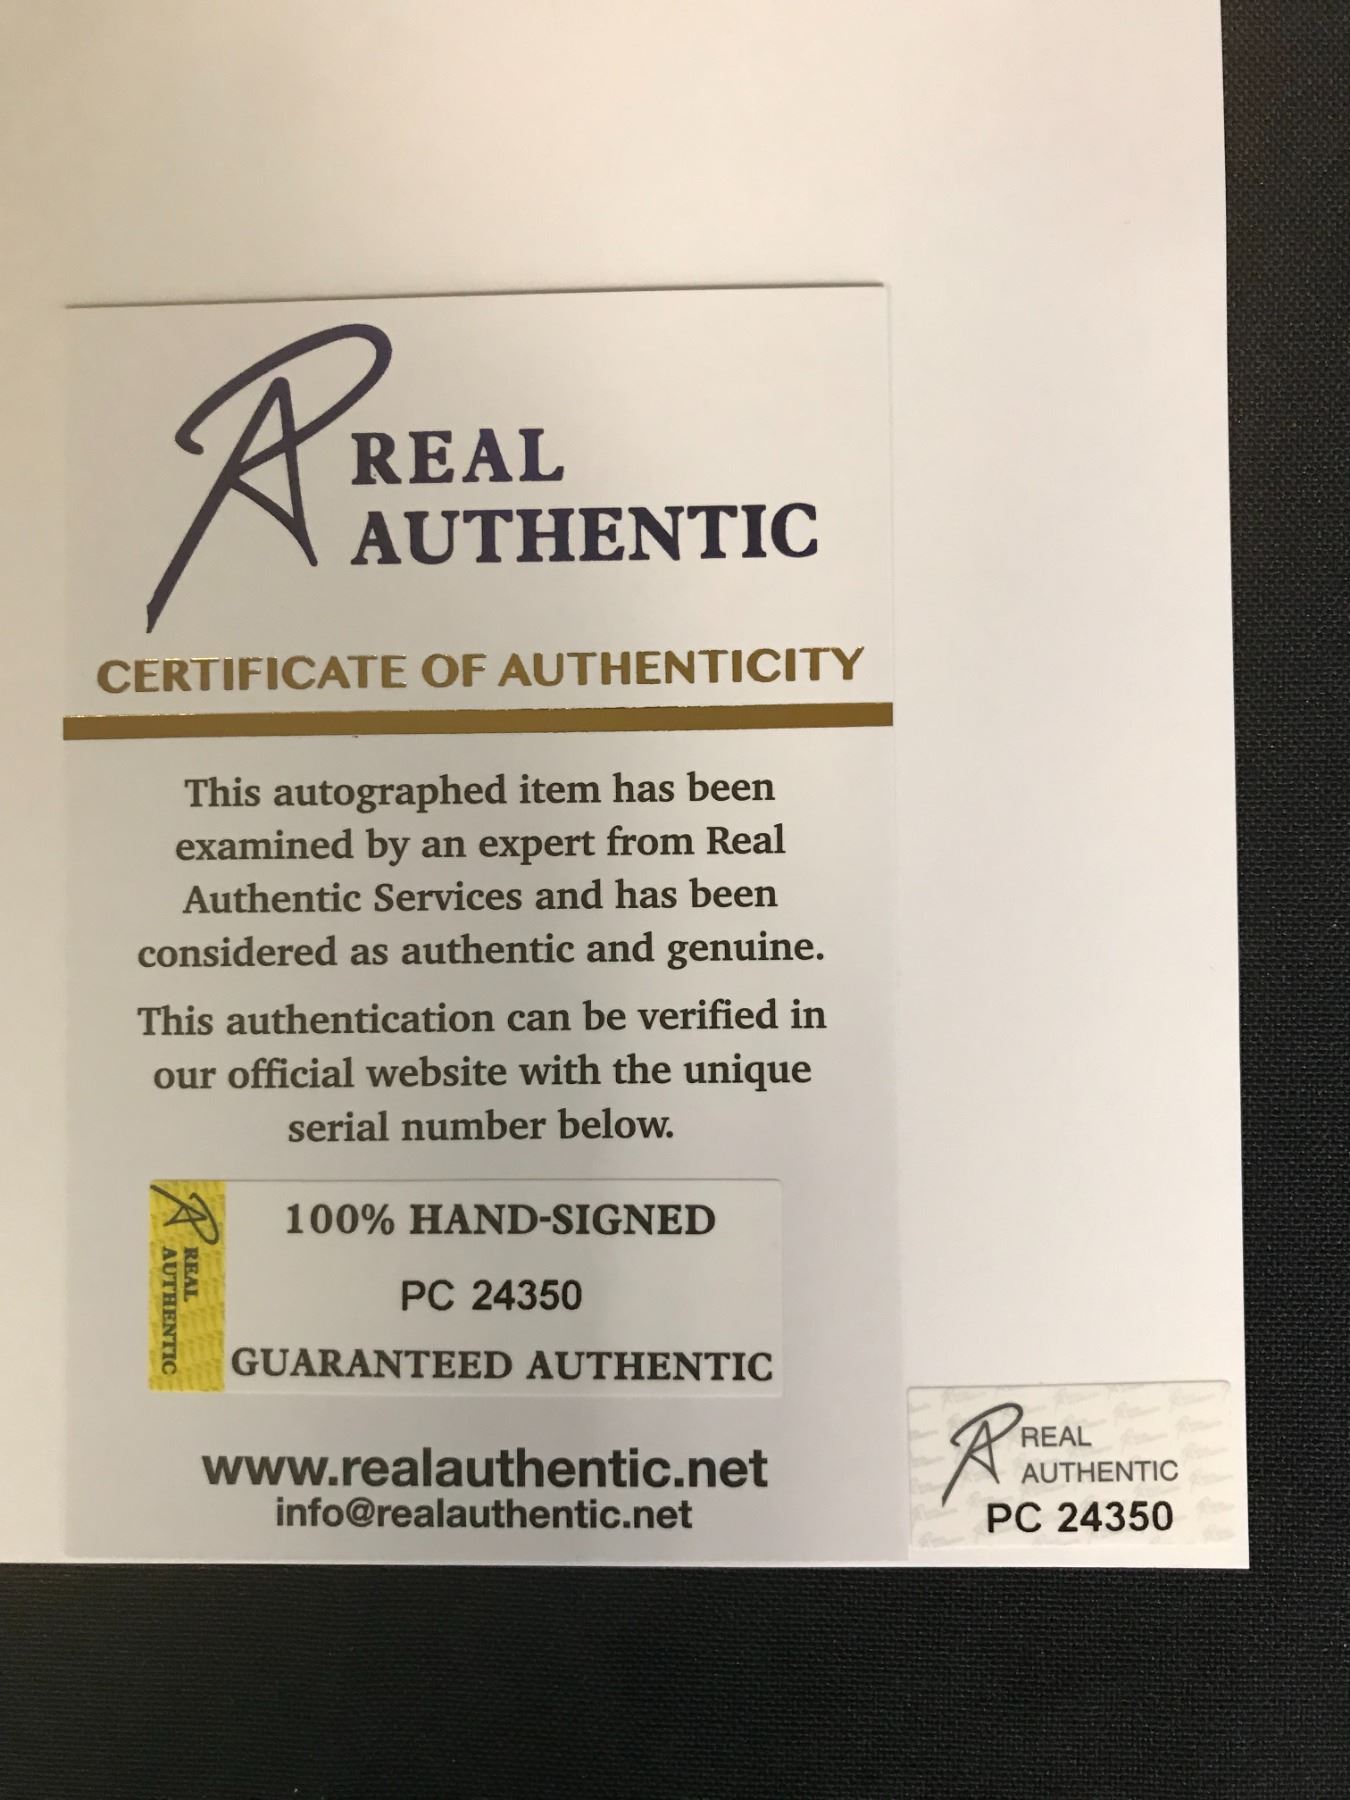 REAL
AUTHENTIC
CERTIFICATE OF AUTHENTICITY
This autographed item has been
examined by an expert from Real
Authentic Services and has been
considered as authentic and genuine.
This authentication can be verified in
our official website with the unique
serial number below.
REAL
AUTHENTIC
100% HAND-SIGNED
PC 24350
GUARANTEED AUTHENTIC
www.realauthentic.net
info@realauthentic.net
REAL
AUTHENTIC
PC 24350